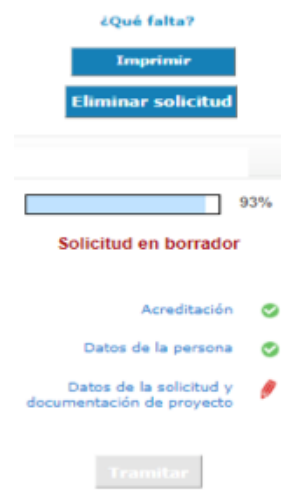 ¿Qué falta?
Imprimir
Eliminar solicitud
93%
Solicitud en borrador
Acreditación
Datos de la persona
Datos de la solicitud y
documentación de proyecto
Tramitar